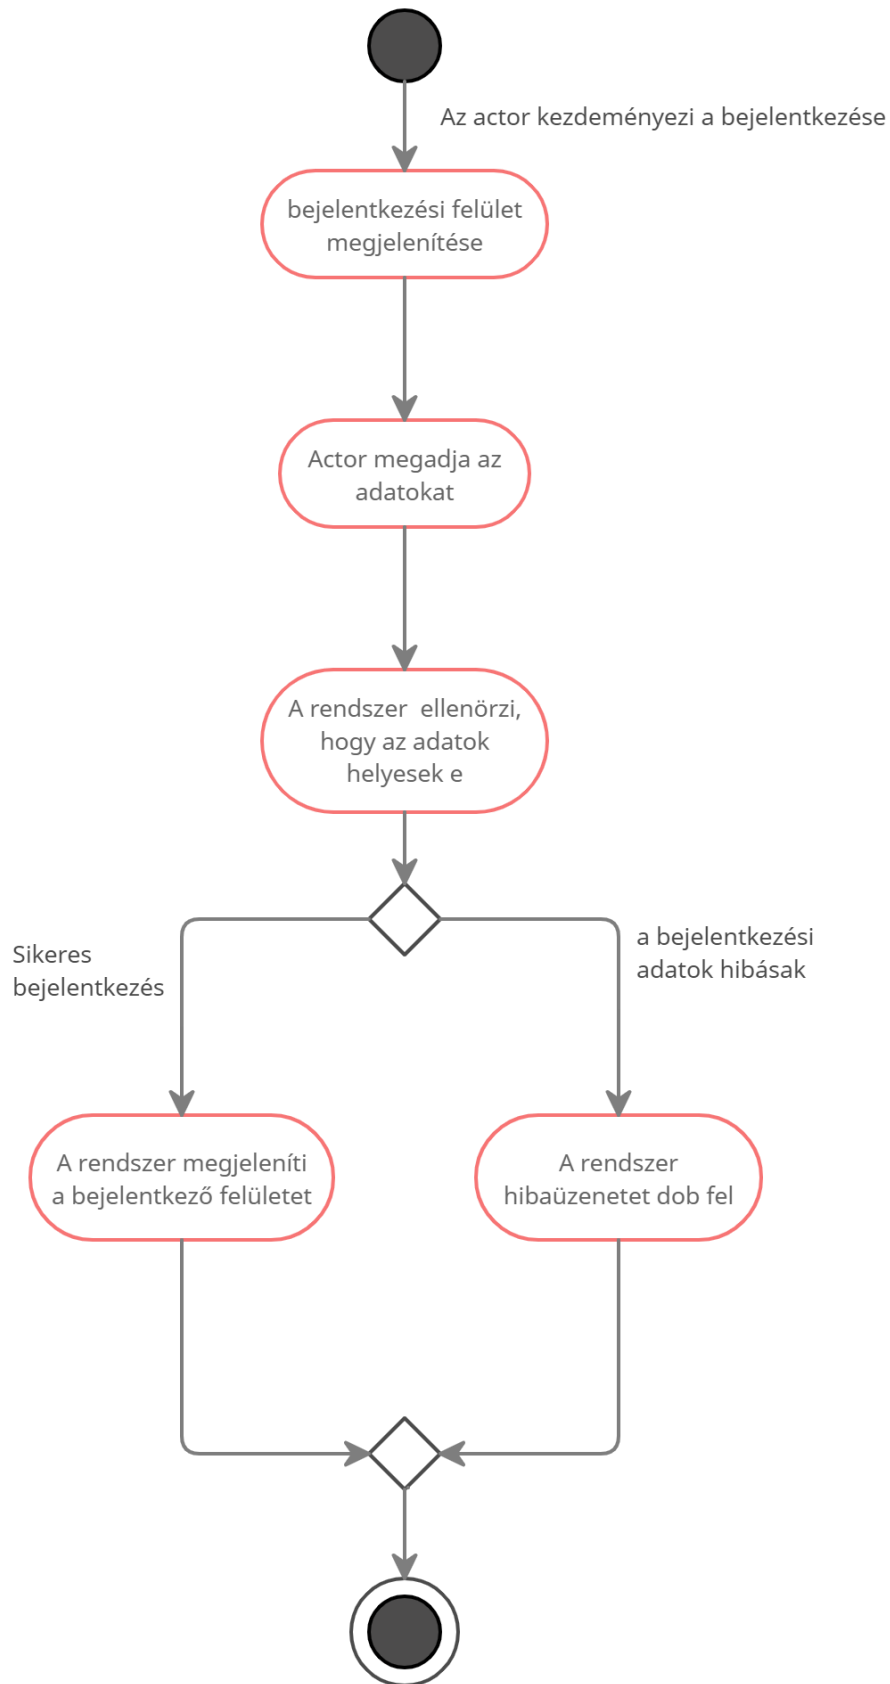 Az actor kezdeményezi a bejelentkezése
bejelentkezési felület
megjelenítése
Actor megadja az
adatokat
A rendszer  ellenörzi,
hogy az adatok
helyesek e
Sikeres
bejelentkezés
a bejelentkezési
adatok hibásak
A rendszer megjeleníti
a bejelentkező felületet
A rendszer
hibaüzenetet dob fel